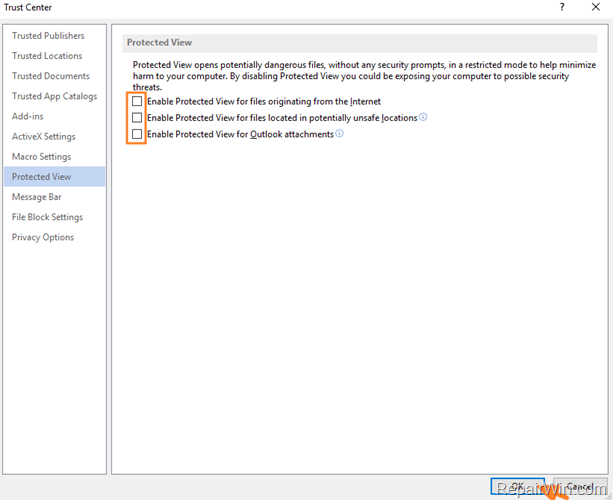 Trust Center
?
Trusted Publishers
Trusted Locations
Trusted Documents
Trusted App Catalogs
Add-ins
ActiveX Settings
Macro Settings
Protected View
Message Bar
File Block Settings
Privacy Options
Protected View
Protected View opens potentially dangerous files, without any security prompts, in a restricted mode to help minimize
harm to your computer. By disabling Protected View you could be exposing your computer to possible security
threats.
Enable Protected View for files originating from the Internet
Enable Protected View for files located in potentially unsafe locations
Enable Protected View for Outlook attachments
OK
Cancel
RepairWin.com